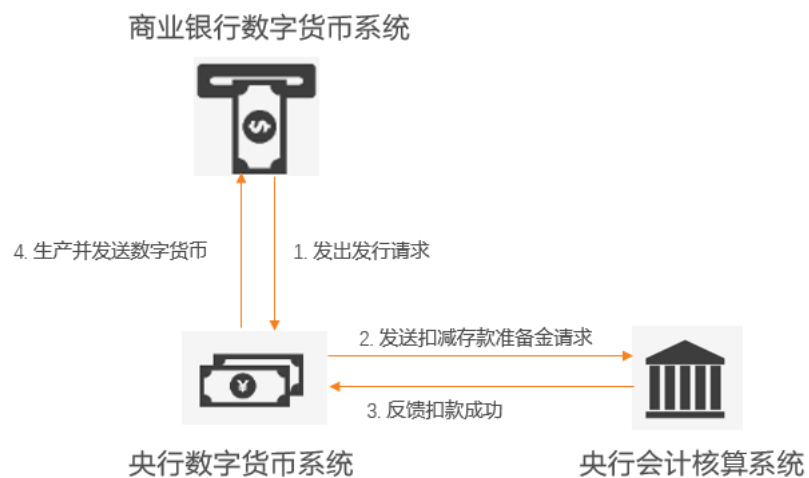 商业银行数字货币系统
4. 生产并发送数字货币
1. 发出发行请求
2. 发送扣减存款准备金请求
3. 反馈扣款成功
央行数字货币系统
央行会计核算系统